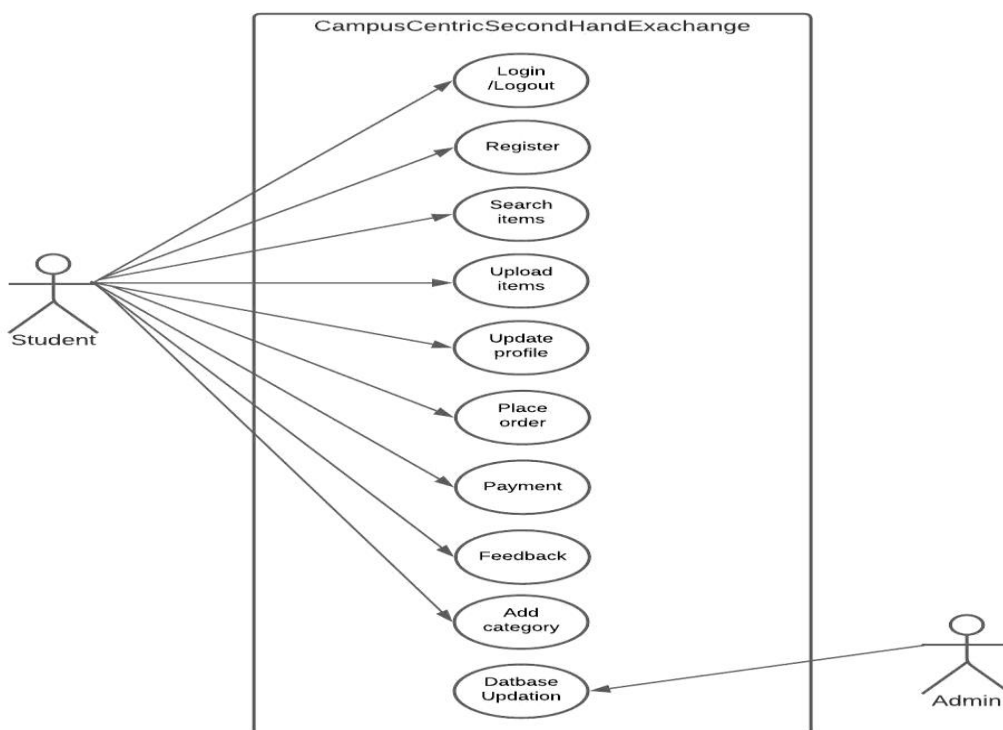 CampusCentricSecondHandExachange
Login
/Logout
Register
Search
items
Upload
items
Student
Update
profile
Place
order
Payment
Feedback
Add
category
Datbase
Updation
Admin